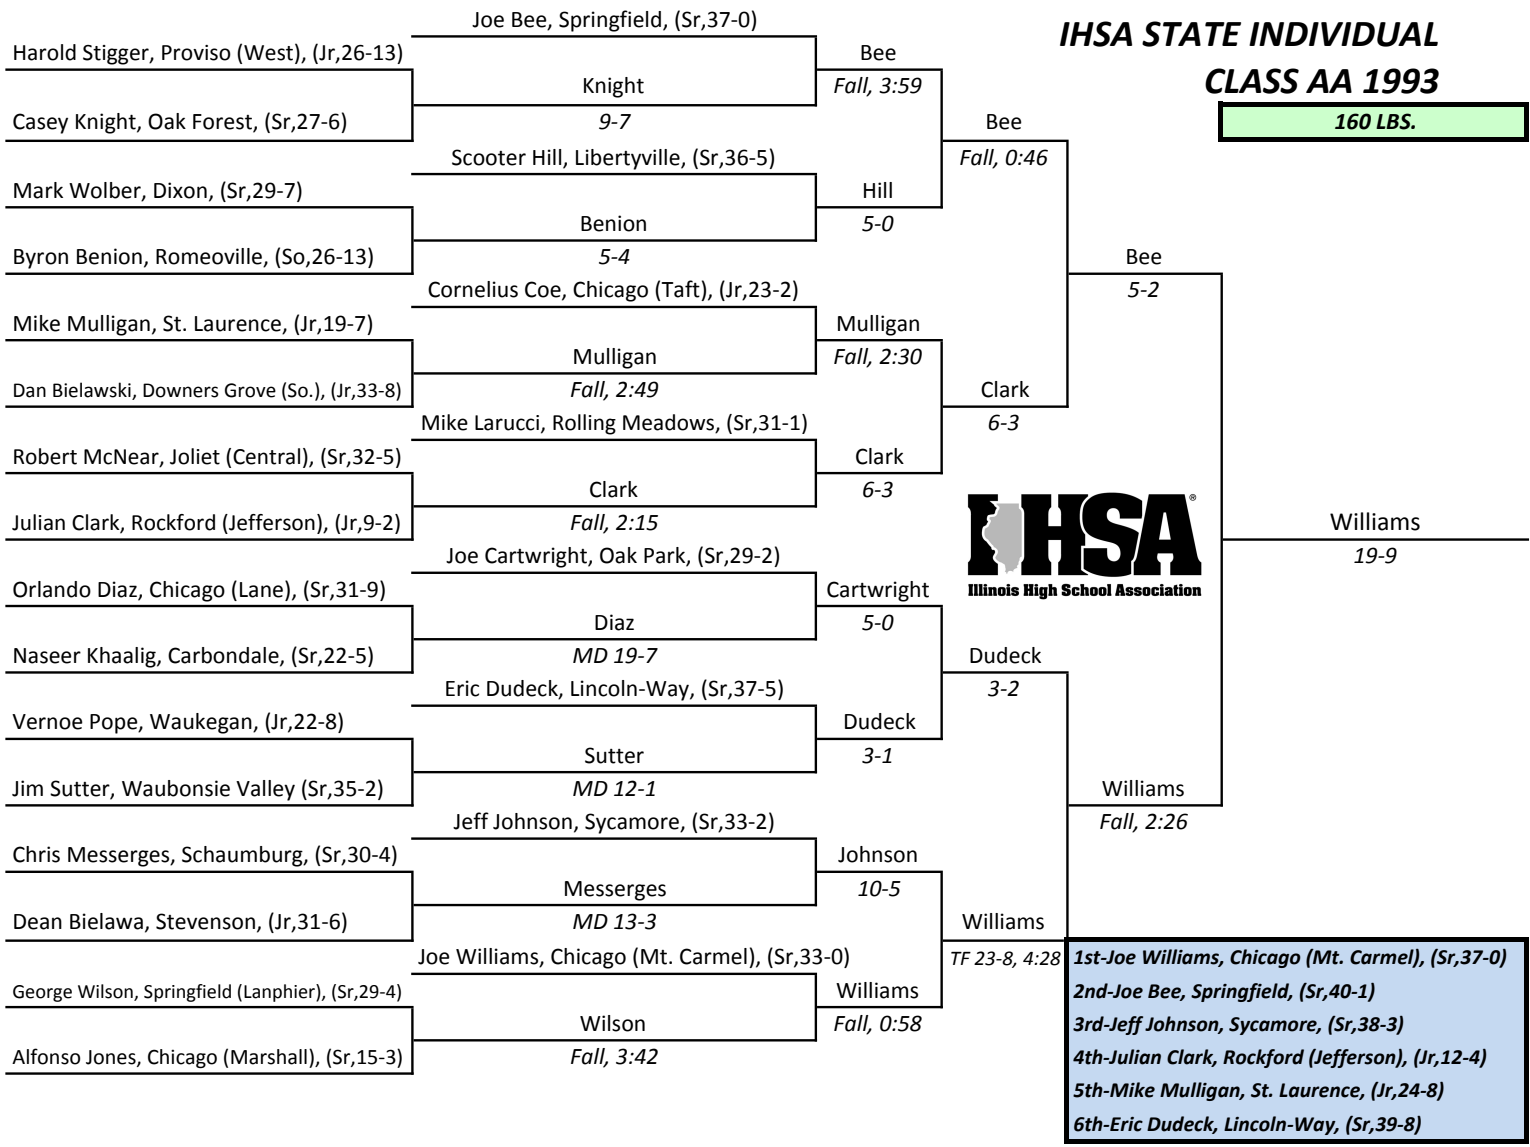 IHSA STATE INDIVIDUAL
CLASS AA 1993
160 LBS.
Harold Stigger, Proviso (West), (Jr,26-13)
Casey Knight, Oak Forest, (Sr,27-6)
Mark Wolber, Dixon, (Sr,29-7)
Byron Benion, Romeoville, (So,26-13)
Mike Mulligan, St. Laurence, (Jr,19-7)
Dan Bielawski, Downers Grove (So.), (Jr,33-8)
Robert McNear, Joliet (Central), (Sr,32-5)
Julian Clark, Rockford (Jefferson), (Jr,9-2)
Orlando Diaz, Chicago (Lane), (Sr,31-9)
Naseer Khaalig, Carbondale, (Sr,22-5)
Vernoe Pope, Waukegan, (Jr,22-8)
Jim Sutter, Waubonsie Valley (Sr,35-2)
Chris Messerges, Schaumburg, (Sr,30-4)
Dean Bielawa, Stevenson, (Jr,31-6)
George Wilson, Springfield (Lanphier), (Sr,29-4)
Alfonso Jones, Chicago (Marshall), (Sr,15-3)
Joe Bee, Springfield, (Sr,37-0)
Knight
9-7
Scooter Hill, Libertyville, (Sr,36-5)
Benion
5-4
Cornelius Coe, Chicago (Taft), (Jr,23-2)
Mulligan
Fall, 2:49
Mike Larucci, Rolling Meadows, (Sr,31-1)
Clark
Fall, 2:15
Joe Cartwright, Oak Park, (Sr,29-2)
Diaz
MD 19-7
Eric Dudeck, Lincoln-Way, (Sr,37-5)
Sutter
MD 12-1
Jeff Johnson, Sycamore, (Sr,33-2)
Messerges
MD 13-3
Joe Williams, Chicago (Mt. Carmel), (Sr,33-0)
Wilson
Fall, 3:42
Bee
Fall, 3:59
Hill
5-0
Mulligan
Fall, 2:30
Clark
6-3
Cartwright
5-0
Dudeck
3-1
Johnson
10-5
Williams
Fall, 0:58
Bee
Fall, 0:46
Clark
6-3
Dudeck
3-2
Williams
TF 23-8, 4:28
Bee
5-2
Williams
Fall, 2:26
IHSA®
Illinois High School Association
Williams
19-9
1st-Joe Williams, Chicago (Mt. Carmel), (Sr,37-0)
2nd-Joe Bee, Springfield, (Sr,40-1)
3rd-Jeff Johnson, Sycamore, (Sr,38-3)
4th-Julian Clark, Rockford (Jefferson), (Jr,12-4)
5th-Mike Mulligan, St. Laurence, (Jr,24-8)
6th-Eric Dudeck, Lincoln-Way, (Sr,39-8)